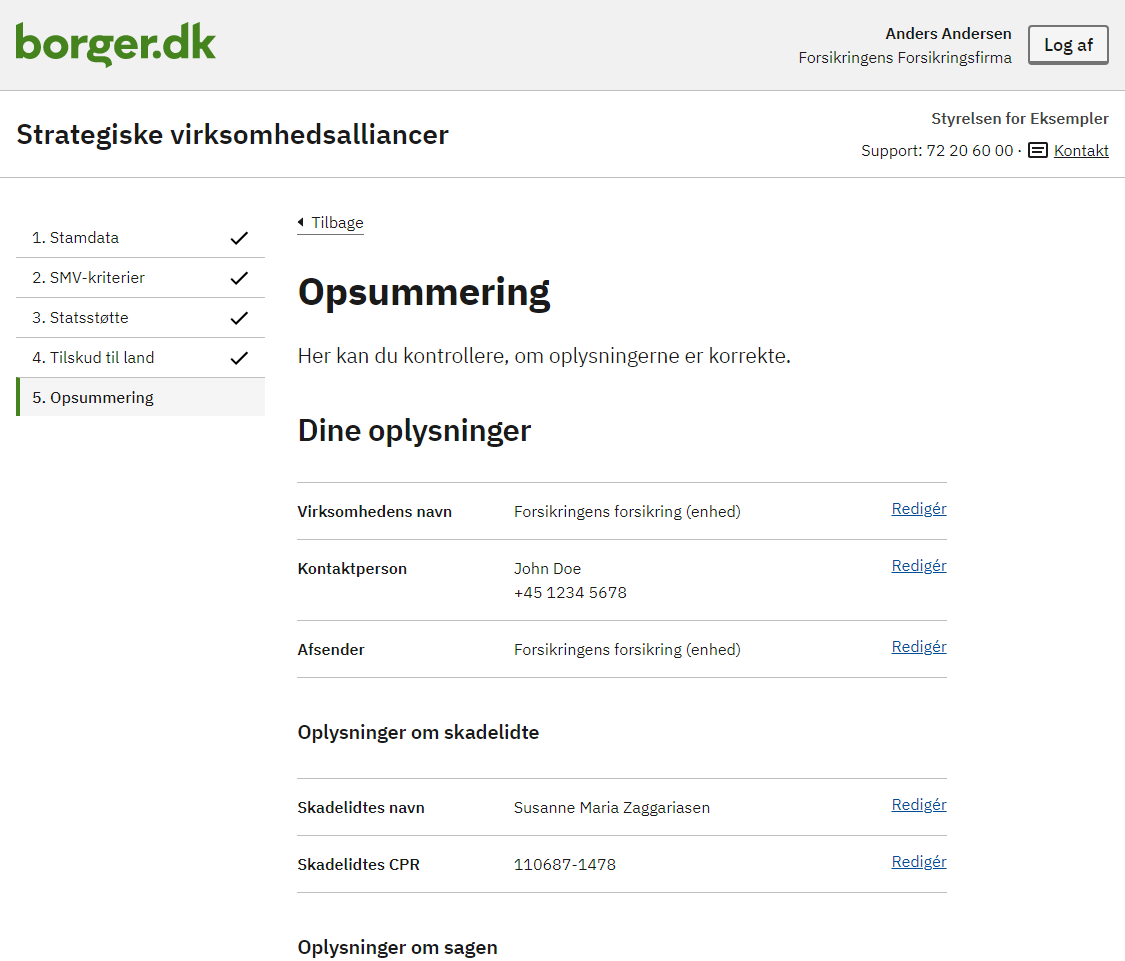 borger.dk
Anders Andersen
Forsikringens Forsikringsfirma
Log af
Strategiske virksomhedsalliancer
Styrelsen for Eksempler
Support: 72 20 60 00 · Kontakt
1. Stamdata
2. SMV-kriterier
3. Statsstøtte
4. Tilskud til land
5. Opsummering
Tilbage
Opsummering
Her kan du kontrollere, om oplysningerne er korrekte.
Dine oplysninger
Virksomhedens navn Forsikringens forsikring (enhed) Redigér
Kontaktperson John Doe Redigér
+45 1234 5678
Afsender Forsikringens forsikring (enhed) Redigér
Oplysninger om skadelidte
Skadelidtes navn Susanne Maria Zaggariasen Redigér
Skadelidtes CPR 110687-1478 Redigér
Oplysninger om sagen